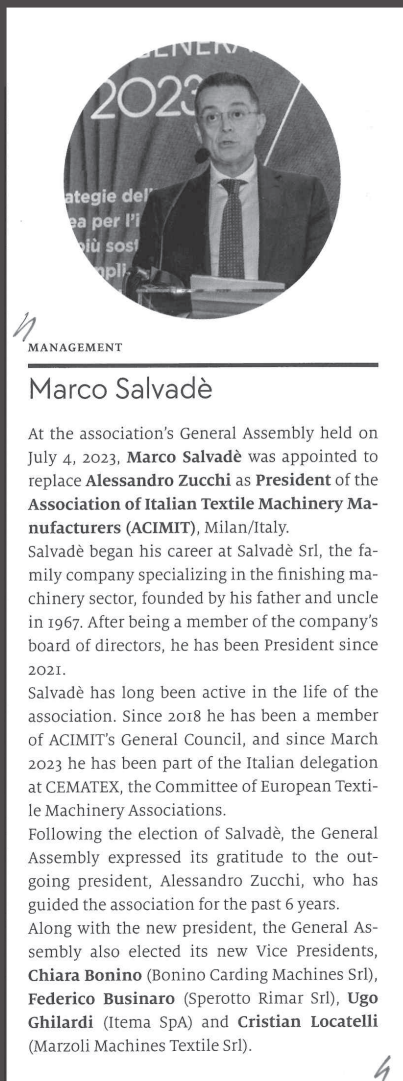 GENERA
2023
ategie del
ea per l'i
più sost
mpli
MANAGEMENT
Marco Salvadè
At the association's General Assembly held on
July 4, 2023, Marco Salvadè was appointed to
replace Alessandro Zucchi as President of the
Association of Italian Textile Machinery Ma-
nufacturers (ACIMIT), Milan/Italy.
Salvadè began his career at Salvadè Srl, the fa-
mily company specializing in the finishing ma-
chinery sector, founded by his father and uncle
in 1967. After being a member of the company's
board of directors, he has been President since
2021.
Salvadè has long been active in the life of the
association. Since 2018 he has been a member
of ACIMIT's General Council, and since March
2023 he has been part of the Italian delegation
at CEMATEX, the Committee of European Texti-
le Machinery Associations.
Following the election of Salvadè, the General
Assembly expressed its gratitude to the out-
going president, Alessandro Zucchi, who has
guided the association for the past 6 years.
Along with the new president, the General As-
sembly also elected its new Vice Presidents,
Chiara Bonino (Bonino Carding Machines Srl),
Federico Businaro (Sperotto Rimar Srl), Ugo
Ghilardi (Itema SpA) and Cristian Locatelli
(Marzoli Machines Textile Srl).